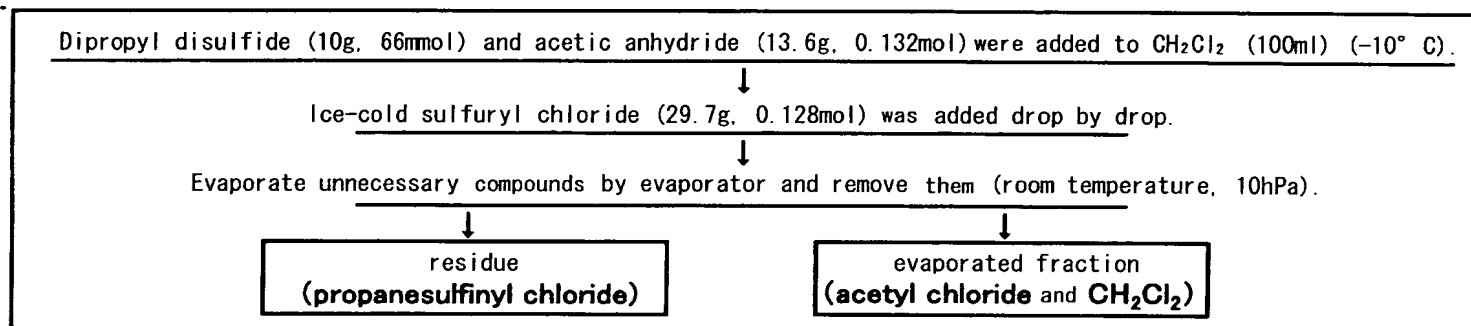 Dipropyl disulfide (10g, 66mmol) and acetic anhydride (13.6g, 0.132mol) were added to CH₂Cl₂ (100ml) (-10° C).
↓
Ice-cold sulfuryl chloride (29.7g, 0.128mol) was added drop by drop.
↓
Evaporate unnecessary compounds by evaporator and remove them (room temperature, 10hPa).
↓ ↓
residue
(propanesulfinyl chloride)
evaporated fraction
(acetyl chloride and CH₂Cl₂)